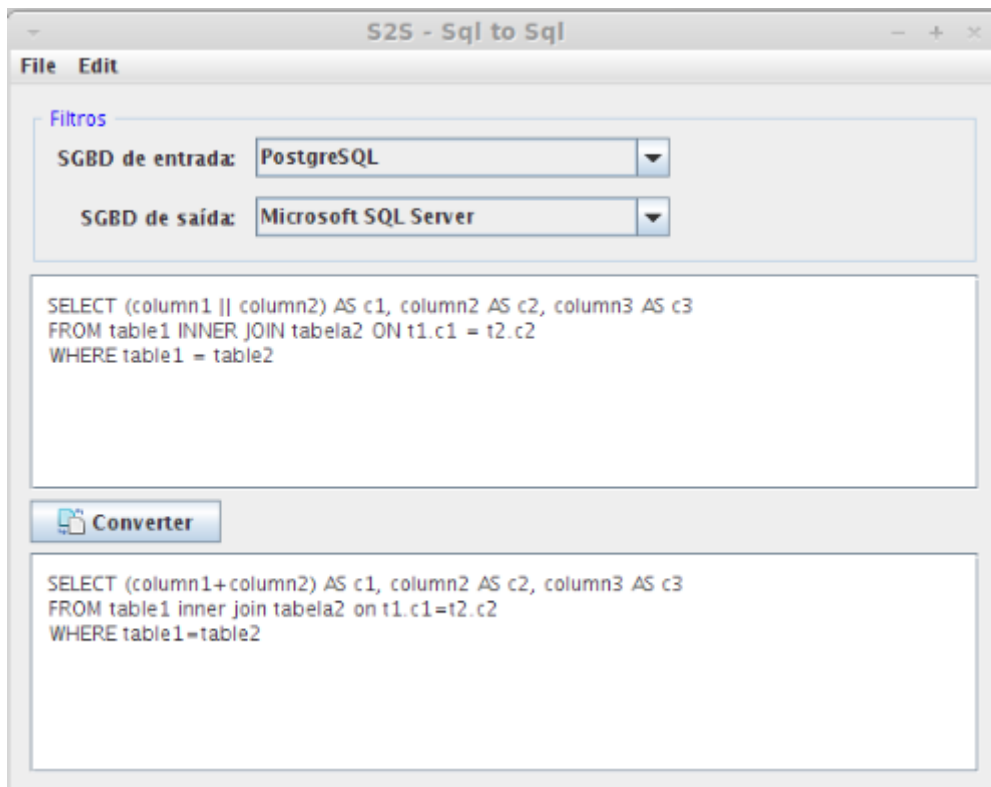 S2S - Sql to Sql
File Edit
Filtros
SGBD de entrada: PostgreSQL
SGBD de saída: Microsoft SQL Server
SELECT (column1 || column2) AS c1, column2 AS c2, column3 AS c3
FROM table1 INNER JOIN tabela2 ON t1.c1 = t2.c2
WHERE table1 = table2
Converter
SELECT (column1+column2) AS c1, column2 AS c2, column3 AS c3
FROM table1 inner join tabela2 on t1.c1=t2.c2
WHERE table1=table2